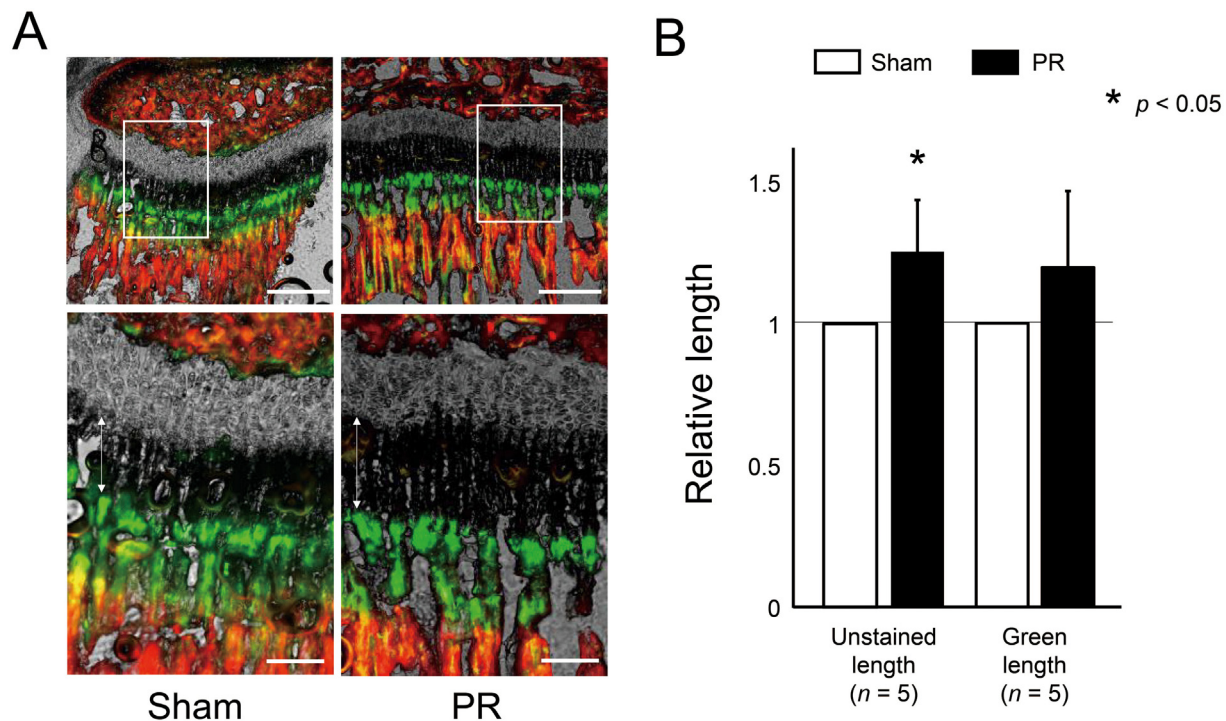 A
Sham
PR
B
Sham
PR
* p < 0.05
*
Relative length
1.5
1
0.5
0
Unstained
length
(n = 5)
Green
length
(n = 5)